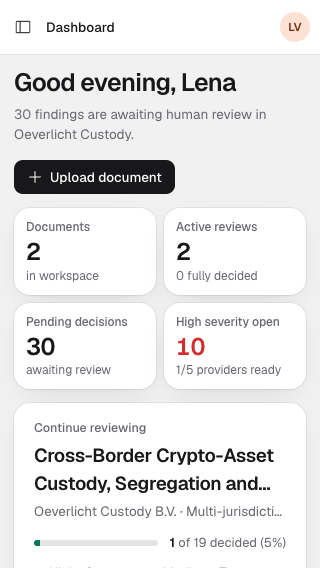 Dashboard
LV
Good evening, Lena
30 findings are awaiting human review in
Oeverlicht Custody.
Upload document
Documents
2
in workspace
Active reviews
2
0 fully decided
Pending decisions
30
awaiting review
High severity open
10
1/5 providers ready
Continue reviewing
Cross-Border Crypto-Asset
Custody, Segregation and...
Oeverlicht Custody B.V. · Multi-jurisdicti...
1 of 19 decided (5%)